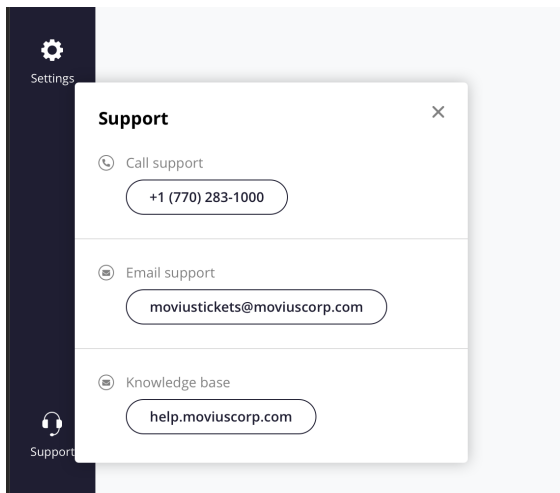 Settings
Support
Call support
+1 (770) 283-1000
Email support
moviustickets@moviuscorp.com
Knowledge base
help.moviuscorp.com
Support